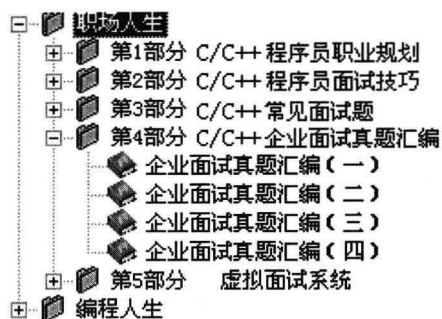 职场人生
第1部分 C/C++程序员职业规划
第2部分 C/C++程序员面试技巧
第3部分 C/C++常见面试题
第4部分 C/C++企业面试真题汇编
企业面试真题汇编(一)
企业面试真题汇编(二)
企业面试真题汇编(三)
企业面试真题汇编(四)
第5部分 虚拟面试系统
编程人生